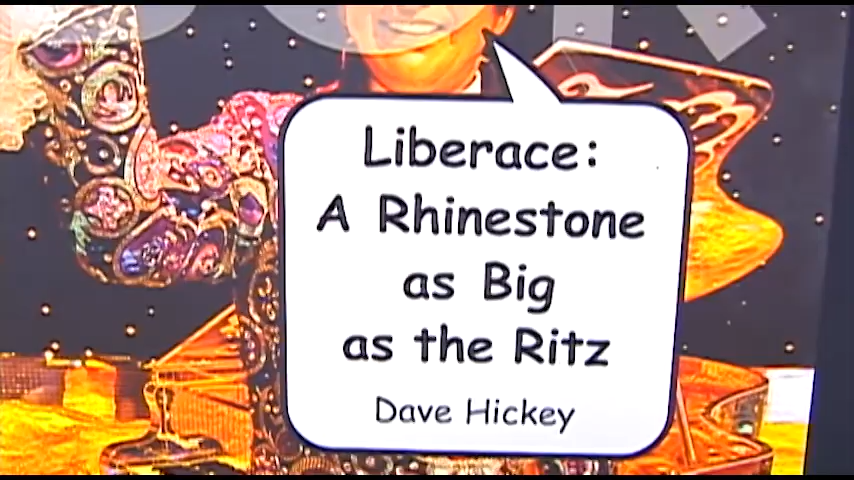 Liberace:
A Rhinestone
as Big
as the Ritz
Dave Hickey